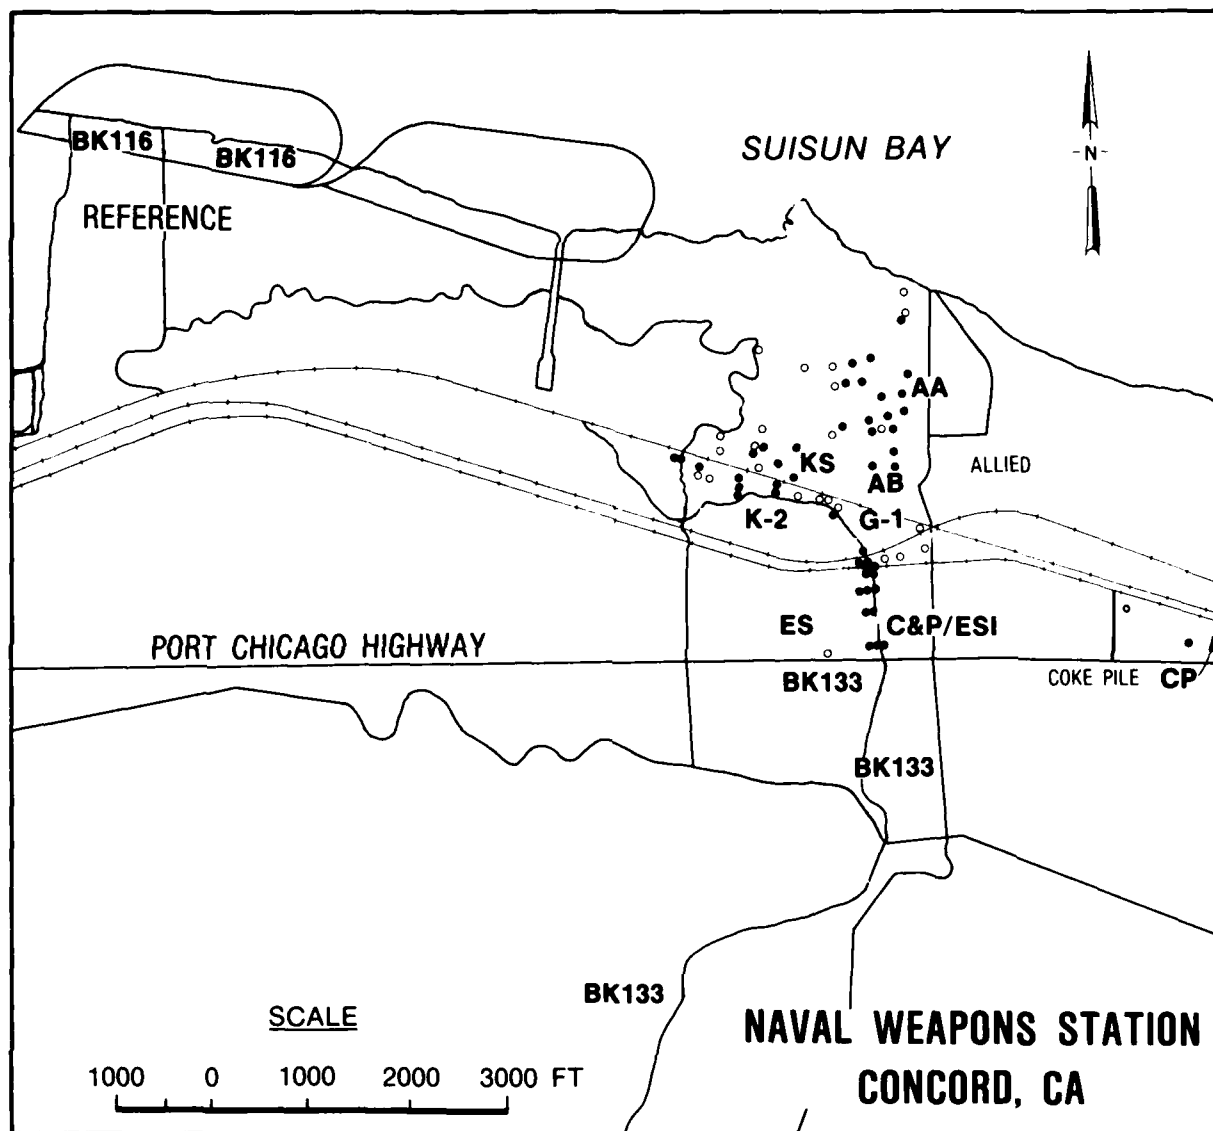 SUISUN BAY
BK116
BK116
N
REFERENCE
AA
KS
ALLIED
AB
K-2
G-1
ES
C&P/ESI
PORT CHICAGO HIGHWAY
BK133
COKE PILE
CP
BK133
BK133
SCALE
NAVAL WEAPONS STATION
CONCORD, CA
1000 0 1000 2000 3000 FT